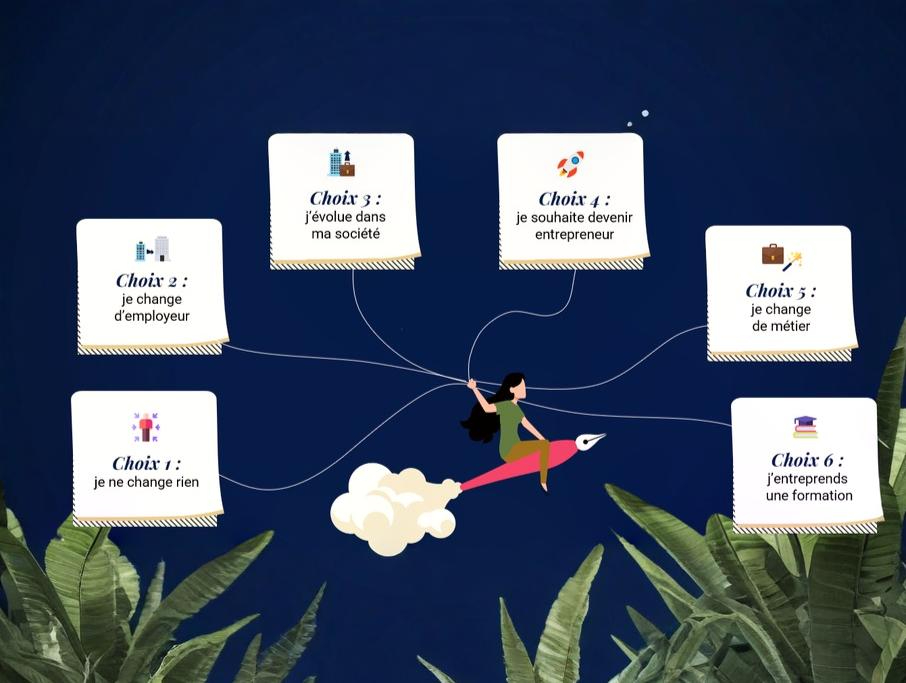 Choix 1 :
je ne change rien
Choix 2 :
je change
d’employeur
Choix 3 :
j’évolue dans
ma société
Choix 4 :
je souhaite devenir
entrepreneur
Choix 5 :
je change
de métier
Choix 6 :
j’entreprends
une formation